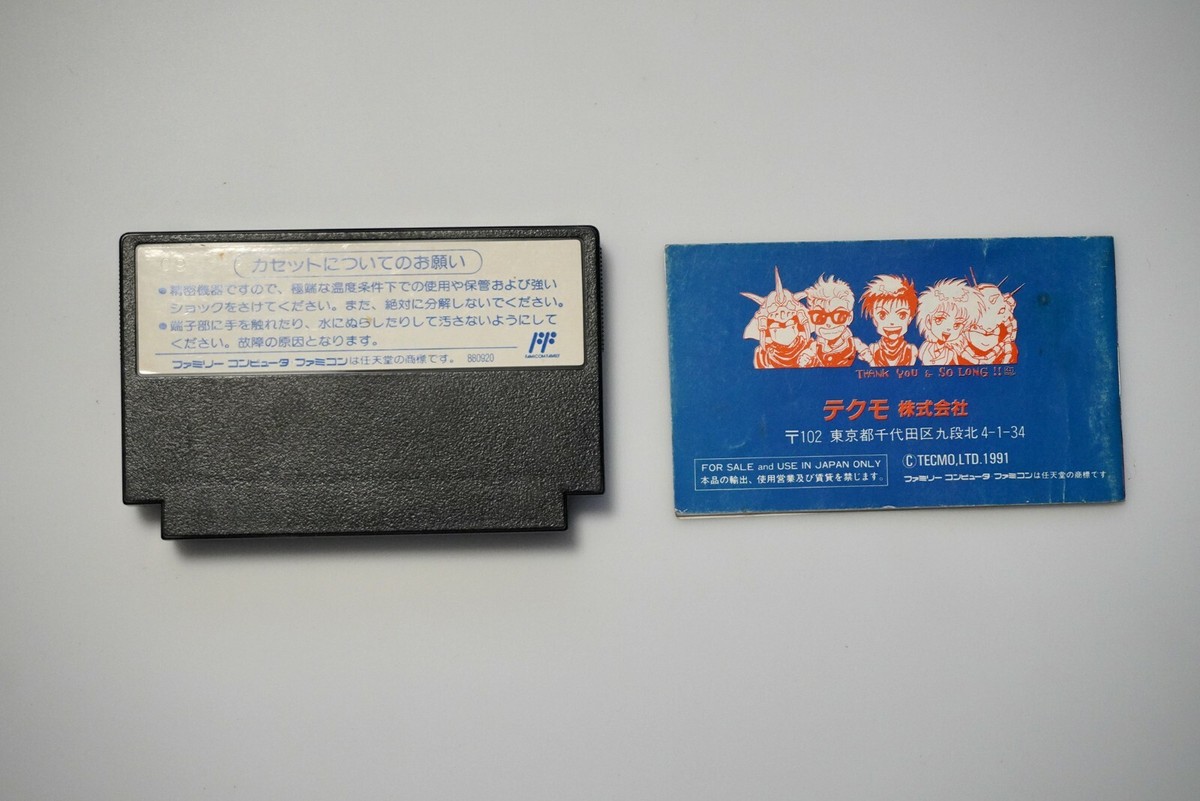 カセットについてのお願い
●精密機器ですので、極端な温度条件下での使用や保管および強い
ショックをさけてください。また、絶対に分解しないでください。
●端子部に手を触れたり、水にぬらしたりして汚さないようにして
ください。故障の原因となります。
FAMICOM FAMILY
ファミリーコンピュータ ファミコンは任天堂の商標です。 880920
THANK YOU & SO LONG !!
テクモ 株式会社
〒102 東京都千代田区九段北4-1-34
FOR SALE and USE IN JAPAN ONLY
本品の輸出、使用営業及び賃貸を禁じます。
©TECMO,LTD.1991
ファミリーコンピュータ ファミコンは任天堂の商標です